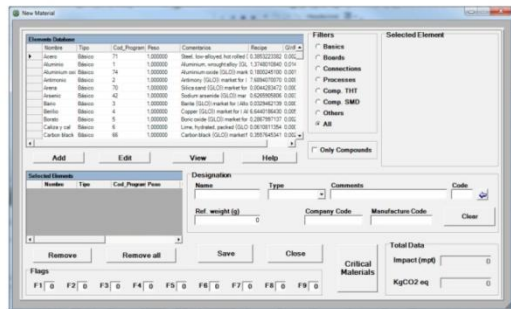 New Material
Elements Database
Nombre Tipo Cod_Program Peso Comentarios Recipe
Acero Básico 71 1,000000 Steel, low-alloyed, hot rolled (
Aluminio Básico 1 1,000000 Aluminium, wrought alloy (GL
Aluminium oxi Básico 74 1,000000 Aluminium oxide (GLO) mark
Antimonio Básico 2 1,000000 Antimony (GLO) market for |
Arena Básico 70 1,000000 Silica sand (GLO) market for
Arsenic Básico 42 1,000000 Sodium arsenide (GLO) mar
Bario Básico 3 1,000000 Barite (GLO) market for
Berilio Básico 4 1,000000 Copper (GLO) market for
Borato Básico 5 1,000000 Boric oxide (GLO) market for
Caliza y cal Básico 6 1,000000 Lime, hydrated, packed (GLO
Carbon black Básico 66 1,000000 Carbon black (GLO) market f
Add Edit View Help
Filters
Basics
Boards
Connections
Processes
Comp. THT
Comp. SMD
Others
All
Only Compounds
Selected Element
Selected Elements
Nombre Tipo Cod_Program Peso
Remove Remove all
Designation
Name Type Comments Code
Ref. weight (g) Company Code Manufacture Code
0
Clear
Save Close
Critical
Materials
Total Data
Impact (mpt) 0
KgCO2 eq 0
Flags
F1 0 F2 0 F3 0 F4 0 F5 0 F6 0 F7 0 F8 0 F9 0